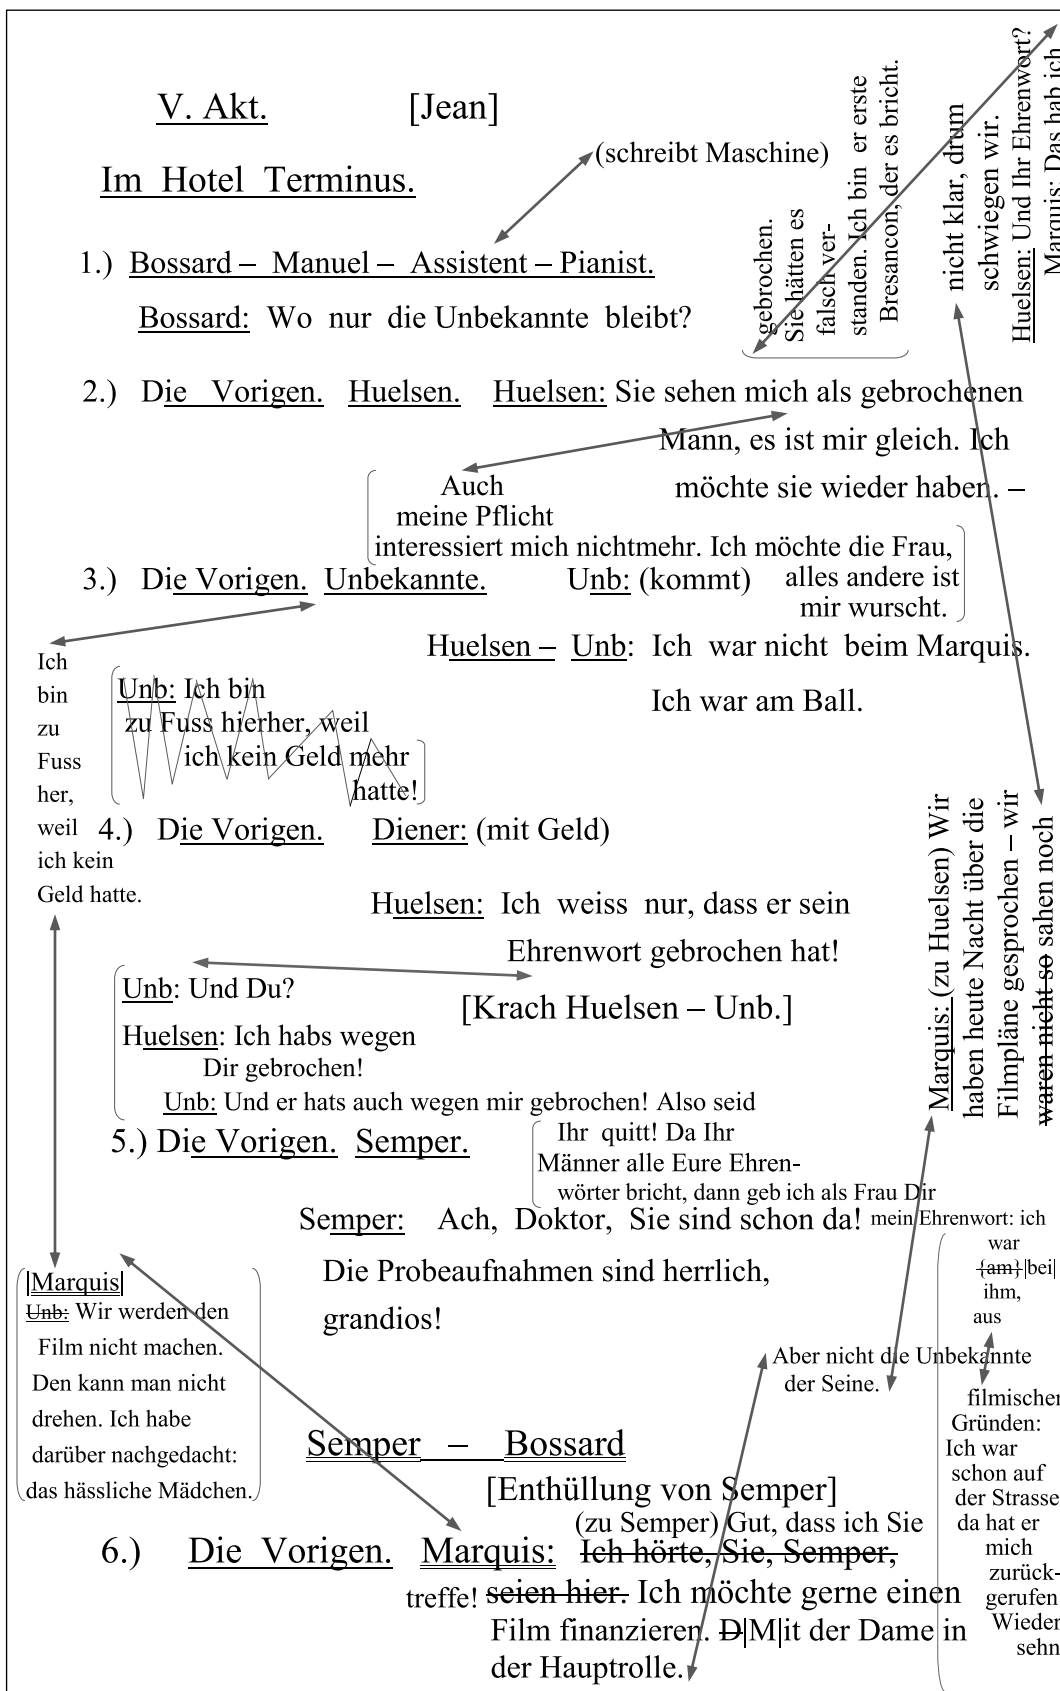 V. Akt. [Jean]
(schreibt Maschine)
Im Hotel Terminus.
1.) Bossard – Manuel – Assistent – Pianist.
Bossard: Wo nur die Unbekannte bleibt?
gebrochen.
Sie hätten es
falsch ver-
standen. Ich bin er erste
Bresancon, der es bricht.
nicht klar, drum
schwiegen wir.
Huelsen: Und Ihr Ehrenwort?
Marquis: Das hab ich
2.) Die Vorigen. Huelsen. Huelsen: Sie sehen mich als gebrochenen
Mann, es ist mir gleich. Ich
möchte sie wieder haben. –
Auch
meine Pflicht
interessiert mich nichtmehr. Ich möchte die Frau,
alles andere ist
mir wurscht.
3.) Die Vorigen. Unbekannte. Unb: (kommt)
Huelsen – Unb: Ich war nicht beim Marquis.
Ich war am Ball.
Ich
bin
zu
Fuss
her,
weil
ich kein
Geld hatte.
Unb: Ich bin
zu Fuss hierher, weil
ich kein Geld mehr
hatte!
4.) Die Vorigen. Diener: (mit Geld)
Huelsen: Ich weiss nur, dass er sein
Ehrenwort gebrochen hat!
[Krach Huelsen – Unb.]
Unb: Und Du?
Huelsen: Ich habs wegen
Dir gebrochen!
Unb: Und er hats auch wegen mir gebrochen! Also seid
Ihr quitt! Da Ihr
Männer alle Eure Ehren-
wörter bricht, dann geb ich als Frau Dir
mein Ehrenwort: ich
war
{am}|bei|
ihm,
aus
filmischen
Gründen:
Ich war
schon auf
der Strasse
da hat er
mich
zurück-
gerufen
Wieder
sehn
Marquis: (zu Huelsen) Wir
haben heute Nacht über die
Filmpläne gesprochen – wir
waren nicht so sahen noch
5.) Die Vorigen. Semper.
Semper: Ach, Doktor, Sie sind schon da!
Die Probeaufnahmen sind herrlich,
grandios!
|Marquis|
Unb: Wir werden den
Film nicht machen.
Den kann man nicht
drehen. Ich habe
darüber nachgedacht:
das hässliche Mädchen.
Aber nicht die Unbekannte
der Seine.
Semper – Bossard
[Enthüllung von Semper]
(zu Semper) Gut, dass ich Sie
6.) Die Vorigen. Marquis: Ich hörte, Sie, Semper,
treffe! seien hier. Ich möchte gerne einen
Film finanzieren. D|M|it der Dame in
der Hauptrolle.